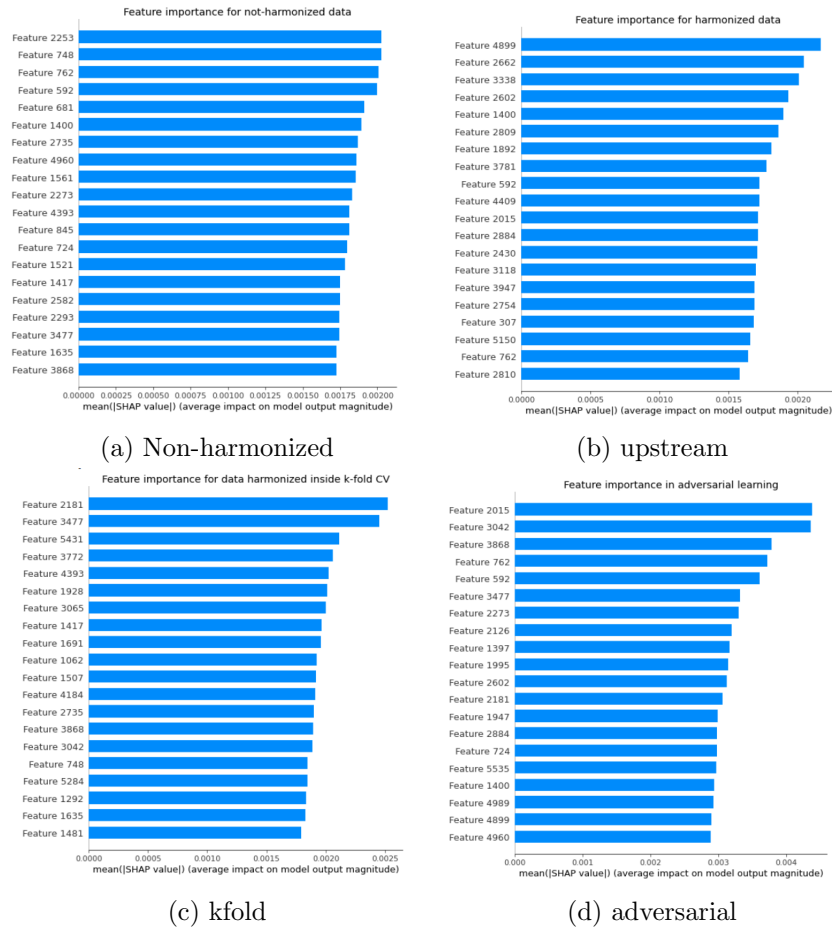 Feature importance for not-harmonized data
Feature 2253
Feature 748
Feature 762
Feature 592
Feature 681
Feature 1400
Feature 2735
Feature 4960
Feature 1561
Feature 2273
Feature 4393
Feature 845
Feature 724
Feature 1521
Feature 1417
Feature 2582
Feature 2293
Feature 3477
Feature 1635
Feature 3868
0.00000 0.00025 0.00050 0.00075 0.00100 0.00125 0.00150 0.00175 0.00200
mean(|SHAP value|) (average impact on model output magnitude)
(a) Non-harmonized
Feature importance for harmonized data
Feature 4899
Feature 2662
Feature 3338
Feature 2602
Feature 1400
Feature 2809
Feature 1892
Feature 3781
Feature 592
Feature 4409
Feature 2015
Feature 2884
Feature 2430
Feature 3118
Feature 3947
Feature 2754
Feature 307
Feature 5150
Feature 762
Feature 2810
0.0000 0.0005 0.0010 0.0015 0.0020
mean(|SHAP value|) (average impact on model output magnitude)
(b) upstream
Feature importance for data harmonized inside k-fold CV
Feature 2181
Feature 3477
Feature 5431
Feature 3772
Feature 4393
Feature 1928
Feature 3065
Feature 1417
Feature 1691
Feature 1062
Feature 1507
Feature 4184
Feature 2735
Feature 3868
Feature 3042
Feature 748
Feature 5284
Feature 1292
Feature 1635
Feature 1481
0.0000 0.0005 0.0010 0.0015 0.0020 0.0025
mean(|SHAP value|) (average impact on model output magnitude)
(c) kfold
Feature importance in adversarial learning
Feature 2015
Feature 3042
Feature 3868
Feature 762
Feature 592
Feature 3477
Feature 2273
Feature 2126
Feature 1397
Feature 1995
Feature 2602
Feature 2181
Feature 1947
Feature 2884
Feature 724
Feature 5535
Feature 1400
Feature 4989
Feature 4899
Feature 4960
0.000 0.001 0.002 0.003 0.004
mean(|SHAP value|) (average impact on model output magnitude)
(d) adversarial